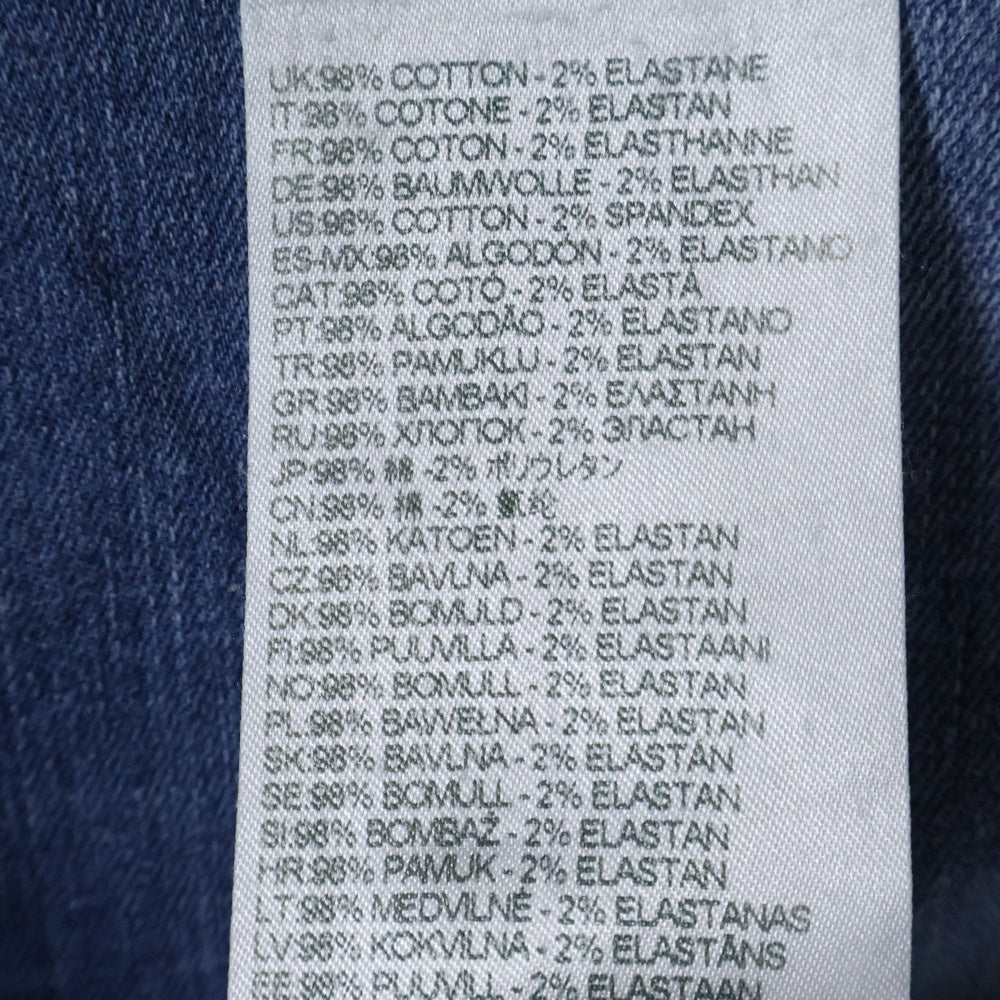 UK:98% COTTON - 2% ELASTANE
IT:98% COTONE - 2% ELASTAN
FR:98% COTON - 2% ELASTHANNE
DE:98% BAUMWOLLE - 2% ELASTHAN
US:98% COTTON - 2% SPANDEX
ES-MX:98% ALGODÓN - 2% ELASTANO
CAT:98% COTÓ - 2% ELASTÀ
PT:98% ALGODÃO - 2% ELASTANO
TR:98% PAMUKLU - 2% ELASTAN
GR:98% BAMBAKI - 2% ΕΛΑΣΤΑΝΗ
RU:98% ХЛОПОК - 2% ЭЛАСТАН
JP:98% 綿 -2% ポリウレタン
CN:98% 棉 -2%
NL:98% KATOEN - 2% ELASTAN
CZ:98% BAVLNA - 2% ELASTAN
DK:98% BOMULD - 2% ELASTAN
FI:98% PUUVILLA - 2% ELASTAANI
NO:98% BOMULL - 2% ELASTAN
PL:98% BAWEŁNA - 2% ELASTAN
SK:98% BAVLNA - 2% ELASTÁN
SE:98% BOMULL - 2% ELASTAN
SI:98% BOMBAŽ - 2% ELASTAN
HR:98% PAMUK - 2% ELASTAN
LT:98% MEDVILNĖ - 2% ELASTANAS
LV:98% KOKVILNA - 2% ELASTĀNS
EE:98% PUUVILL - 2% ELASTAAN